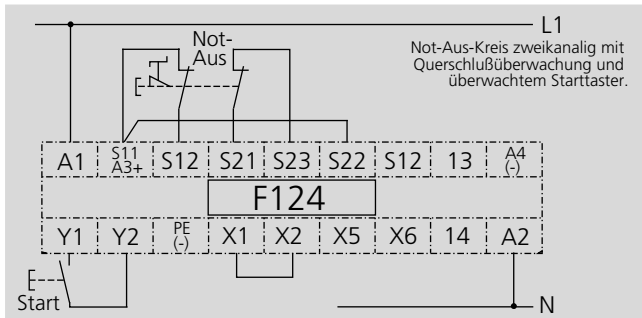 L1
Not-
Aus
Not-Aus-Kreis zweikanalig mit
Querschlußüberwachung und
überwachtem Starttaster.
A1 S11 A3+ S12 S21 S23 S22 S12 13 A4 (-)
F124
Y1 Y2 PE (-) X1 X2 X5 X6 14 A2
Start
N